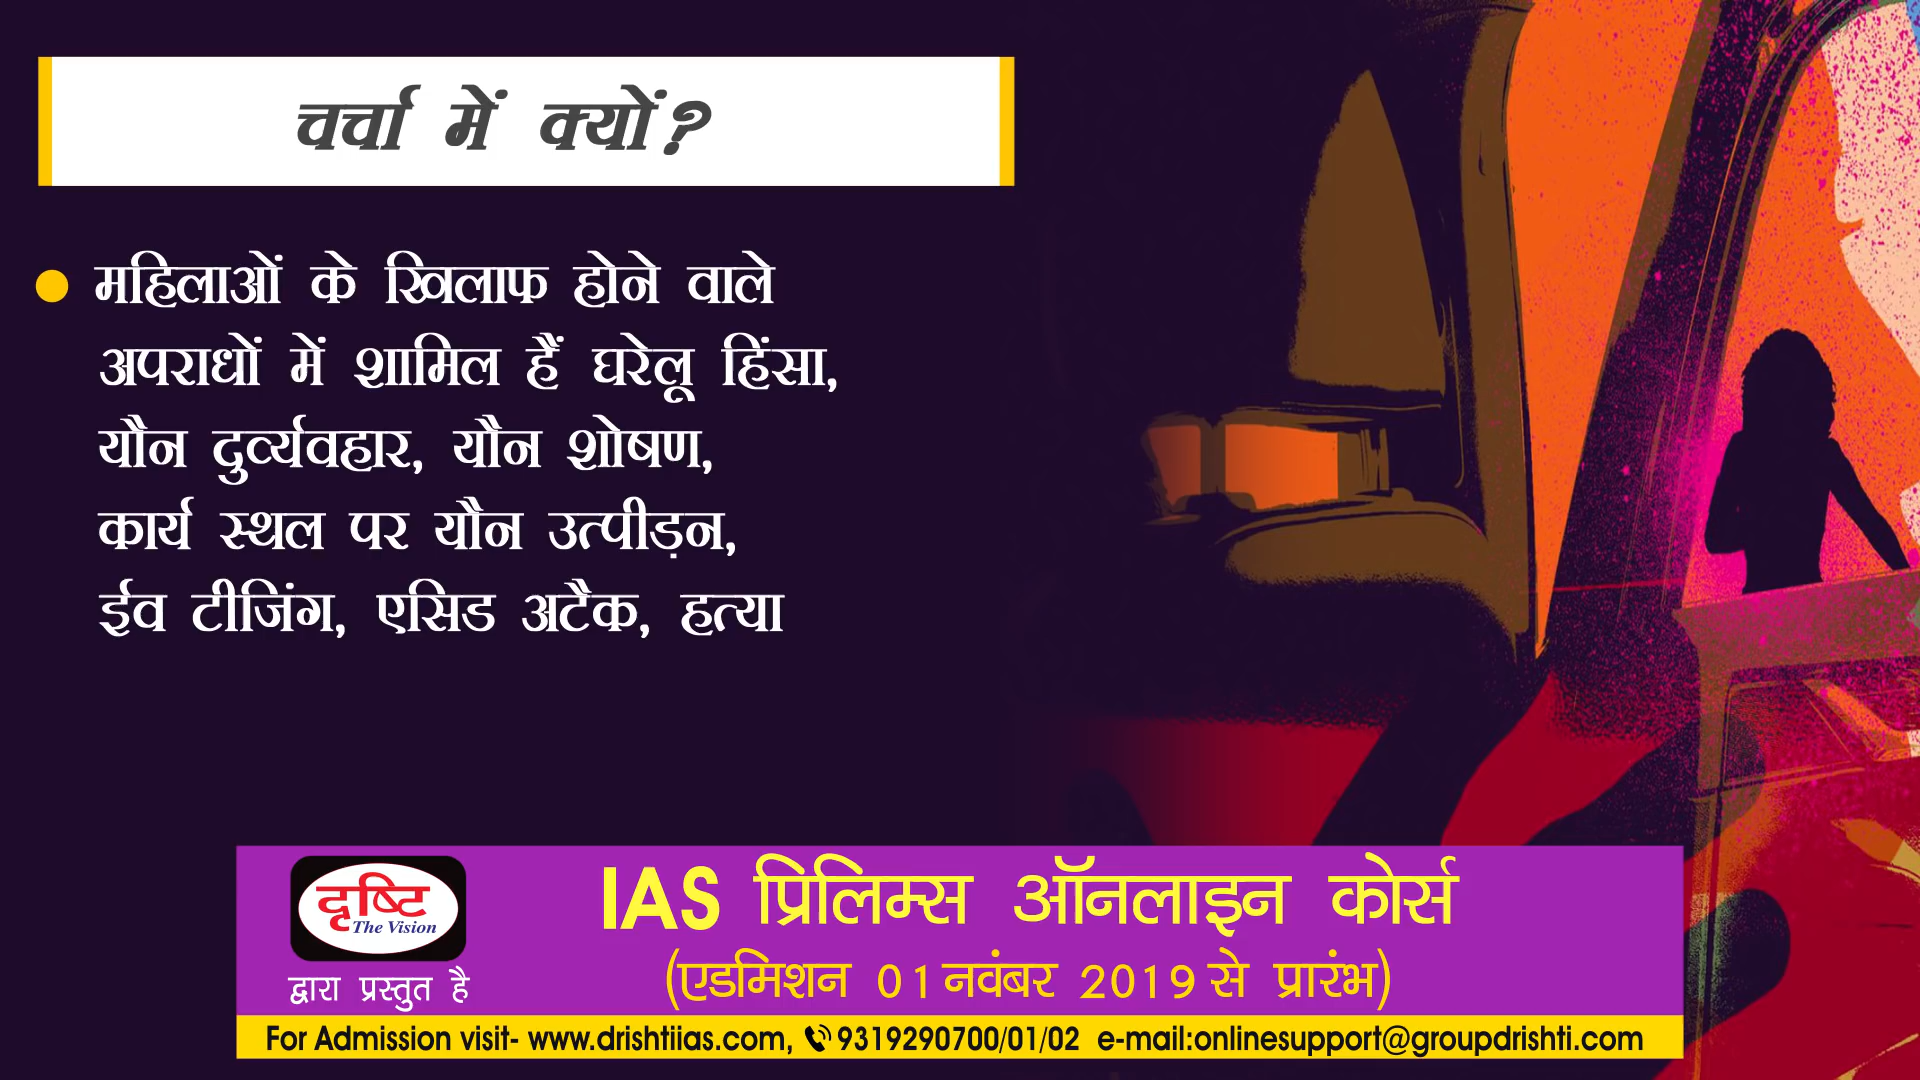 चर्चा में क्यों?
महिलाओं के खिलाफ होने वाले
अपराधों में शामिल हैं घरेलू हिंसा,
यौन दुर्व्यवहार, यौन शोषण,
कार्य स्थल पर यौन उत्पीड़न,
ईव टीजिंग, एसिड अटैक, हत्या
दृष्टि
The Vision
द्वारा प्रस्तुत है
IAS प्रिलिम्स ऑनलाइन कोर्स
(एडमिशन 01 नवंबर 2019 से प्रारंभ)
For Admission visit- www.drishtiias.com, 9319290700/01/02 e-mail:onlinesupport@groupdrishti.com